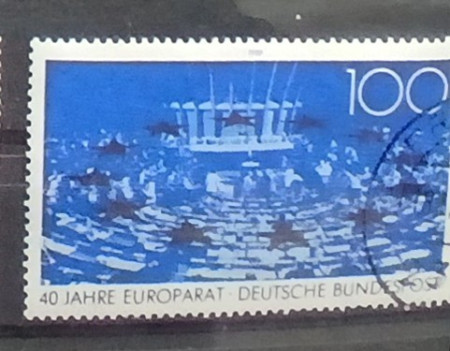 100
40 JAHRE EUROPARAT · DEUTSCHE BUNDESPOST